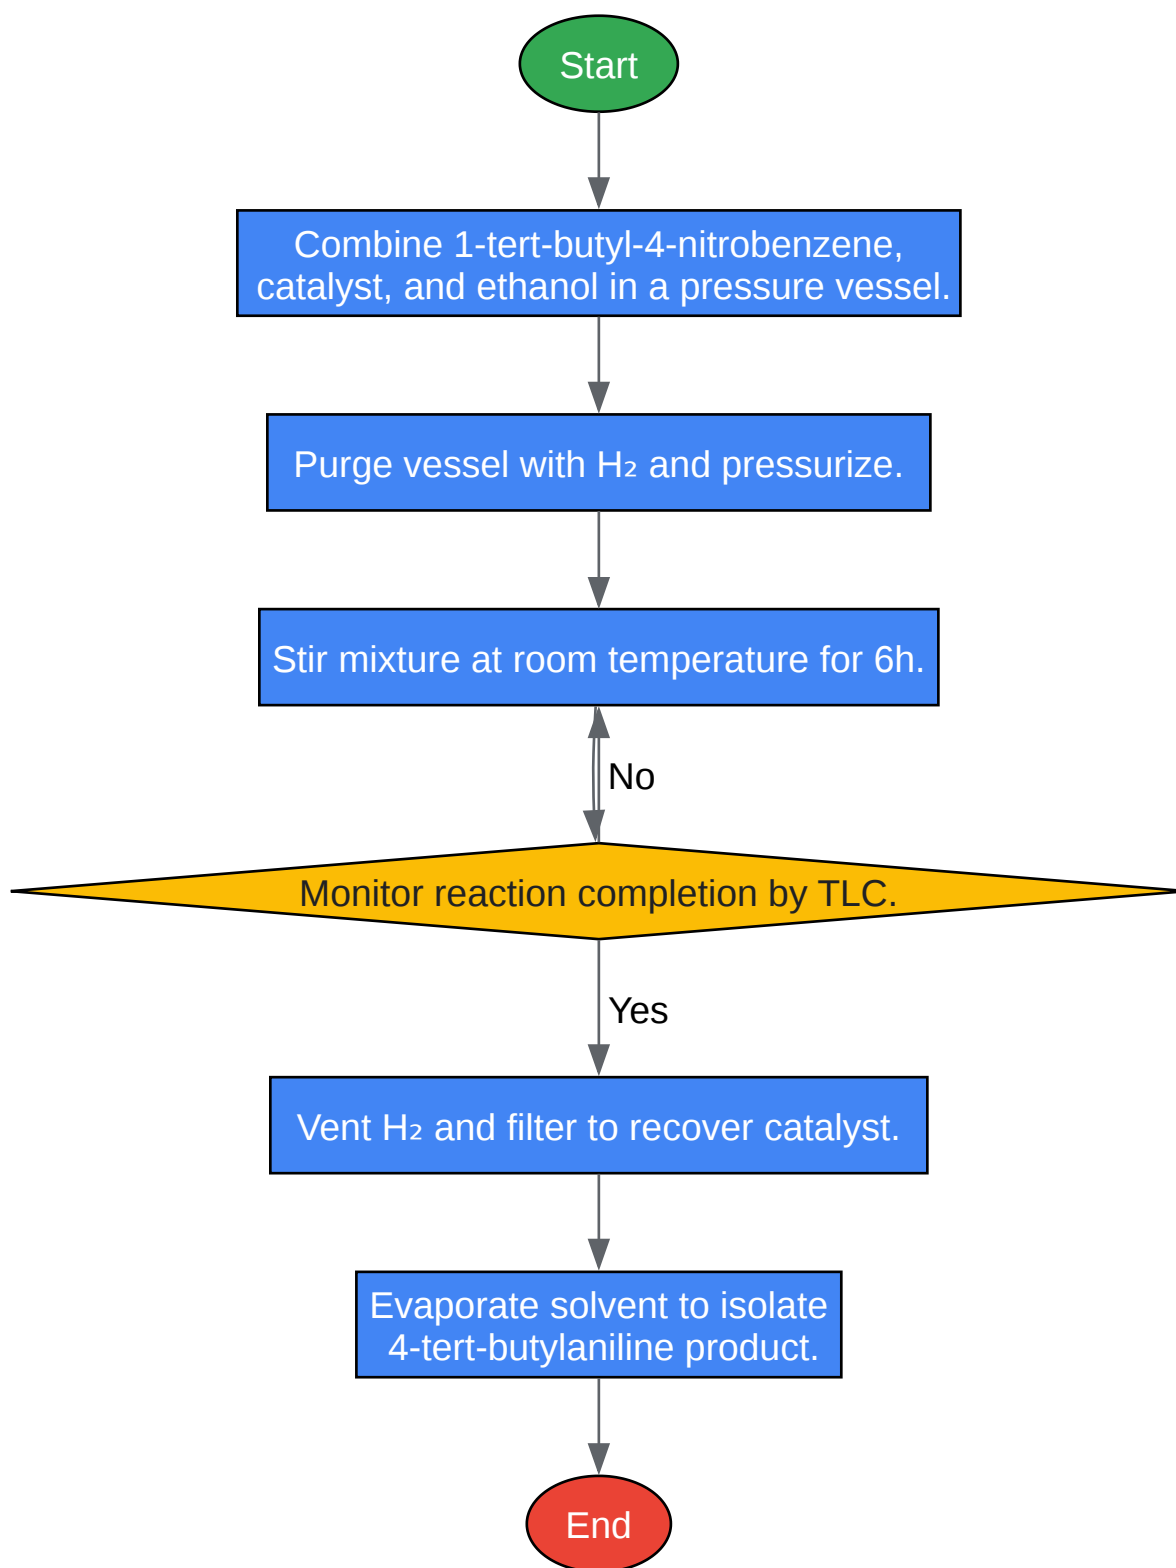 Start
Combine 1-tert-butyl-4-nitrobenzene,
catalyst, and ethanol in a pressure vessel.
Purge vessel with H₂ and pressurize.
Stir mixture at room temperature for 6h.
No
Monitor reaction completion by TLC.
Yes
Vent H₂ and filter to recover catalyst.
Evaporate solvent to isolate
4-tert-butylaniline product.
End